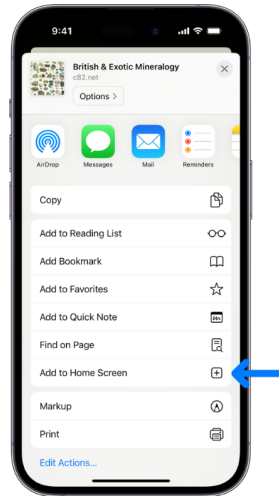 9:41
British & Exotic Mineralogy
c82.net
Options >
AirDrop
Messages
Mail
Reminders
Copy
Add to Reading List
Add Bookmark
Add to Favorites
Add to Quick Note
Find on Page
Add to Home Screen
Markup
Print
Edit Actions...